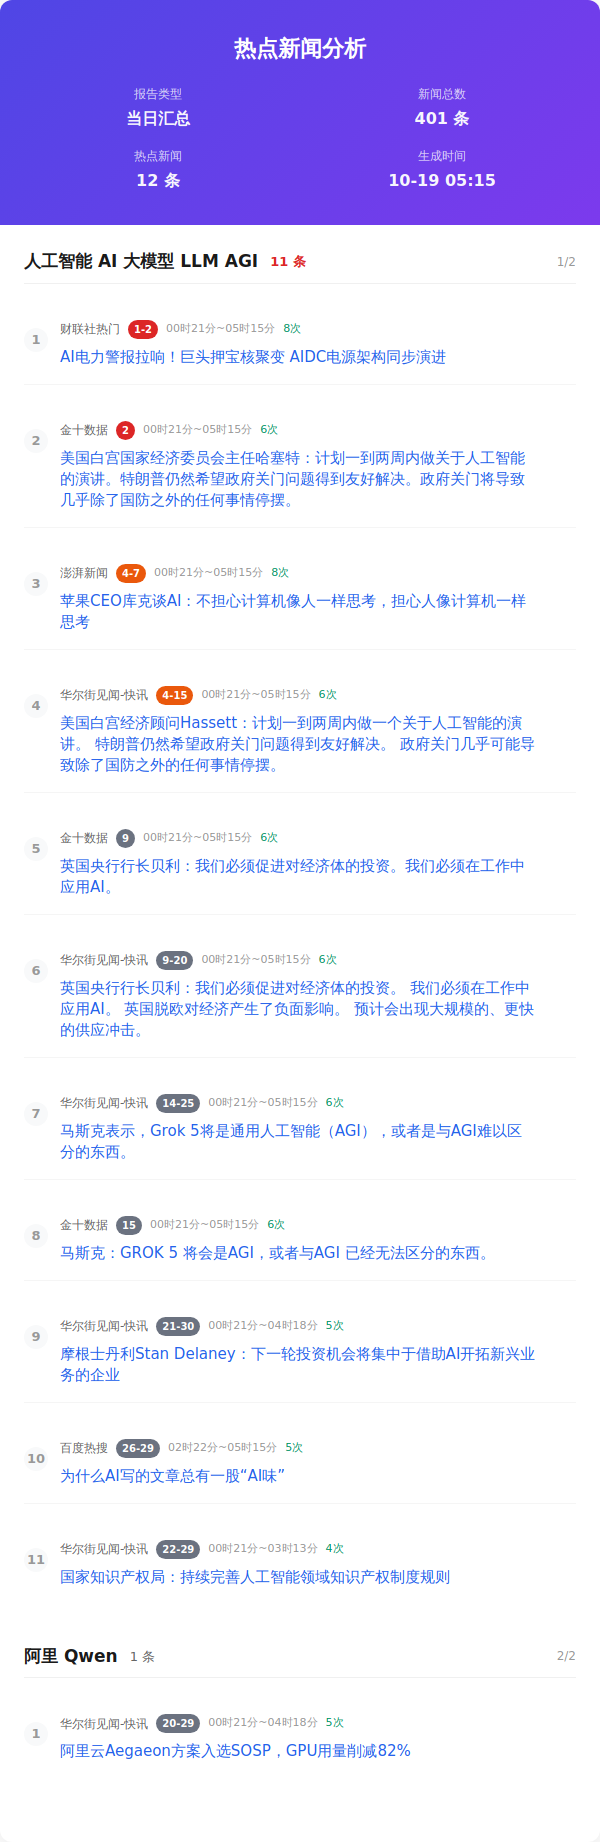 热点新闻分析
报告类型
新闻总数
当日汇总
401 条
热点新闻
生成时间
12 条
10-19 05:15
人工智能 AI 大模型 LLM AGI 11 条 1/2
1
财联社热门 1-2 00时21分~05时15分 8次
AI电力警报拉响！巨头押宝核聚变 AIDC电源架构同步演进
2
金十数据 2 00时21分~05时15分 6次
美国白宫国家经济委员会主任哈塞特：计划一到两周内做关于人工智能
的演讲。特朗普仍然希望政府关门问题得到友好解决。政府关门将导致
几乎除了国防之外的任何事情停摆。
3
澎湃新闻 4-7 00时21分~05时15分 8次
苹果CEO库克谈AI：不担心计算机像人一样思考，担心人像计算机一样
思考
4
华尔街见闻-快讯 4-15 00时21分~05时15分 6次
美国白宫经济顾问Hassett：计划一到两周内做一个关于人工智能的演
讲。 特朗普仍然希望政府关门问题得到友好解决。 政府关门几乎可能导
致除了国防之外的任何事情停摆。
5
金十数据 9 00时21分~05时15分 6次
英国央行行长贝利：我们必须促进对经济体的投资。我们必须在工作中
应用AI。
6
华尔街见闻-快讯 9-20 00时21分~05时15分 6次
英国央行行长贝利：我们必须促进对经济体的投资。 我们必须在工作中
应用AI。 英国脱欧对经济产生了负面影响。 预计会出现大规模的、更快
的供应冲击。
7
华尔街见闻-快讯 14-25 00时21分~05时15分 6次
马斯克表示，Grok 5将是通用人工智能（AGI），或者是与AGI难以区
分的东西。
8
金十数据 15 00时21分~05时15分 6次
马斯克：GROK 5 将会是AGI，或者与AGI 已经无法区分的东西。
9
华尔街见闻-快讯 21-30 00时21分~04时18分 5次
摩根士丹利Stan Delaney：下一轮投资机会将集中于借助AI开拓新兴业
务的企业
10
百度热搜 26-29 02时22分~05时15分 5次
为什么AI写的文章总有一股“AI味”
11
华尔街见闻-快讯 22-29 00时21分~03时13分 4次
国家知识产权局：持续完善人工智能领域知识产权制度规则
阿里 Qwen 1 条 2/2
1
华尔街见闻-快讯 20-29 00时21分~04时18分 5次
阿里云Aegaeon方案入选SOSP，GPU用量削减82%